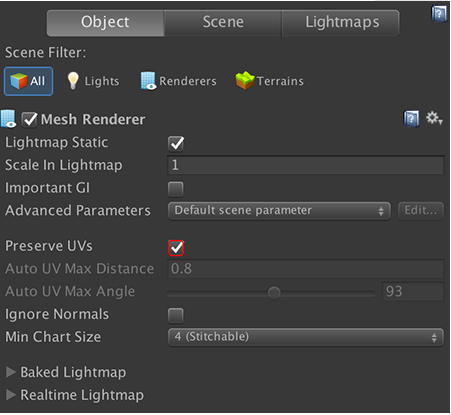 Object Scene Lightmaps
Scene Filter:
All Lights Renderers Terrains
Mesh Renderer
Lightmap Static
Scale In Lightmap 1
Important GI
Advanced Parameters Default scene parameter Edit...
Preserve UVs
Auto UV Max Distance 0.8
Auto UV Max Angle 93
Ignore Normals
Min Chart Size 4 (Stitchable)
Baked Lightmap
Realtime Lightmap